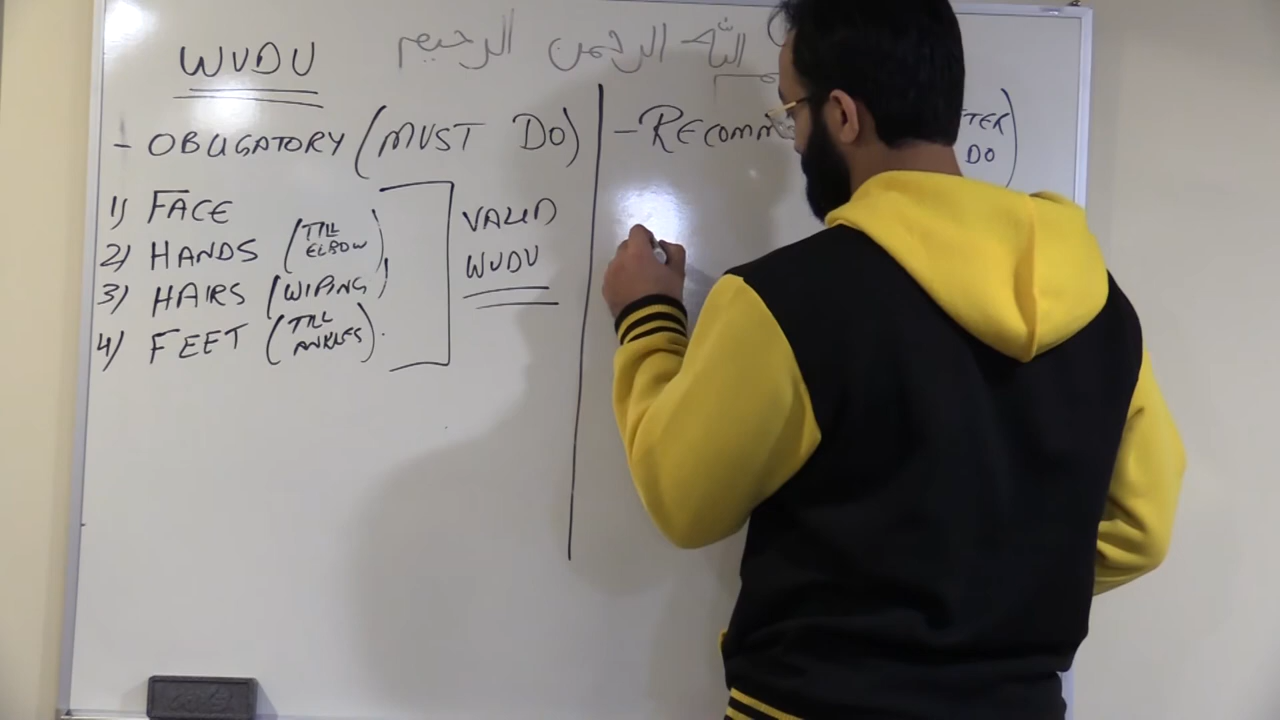 WUDU
الله الرحمن الرحيم
- OBLIGATORY (MUST DO)
1) FACE
2) HANDS (TILL ELBOW)
3) HAIRS (WIPING)
4) FEET (TILL ANKLES).
VALID
WUDU
- RECOMM
DO)